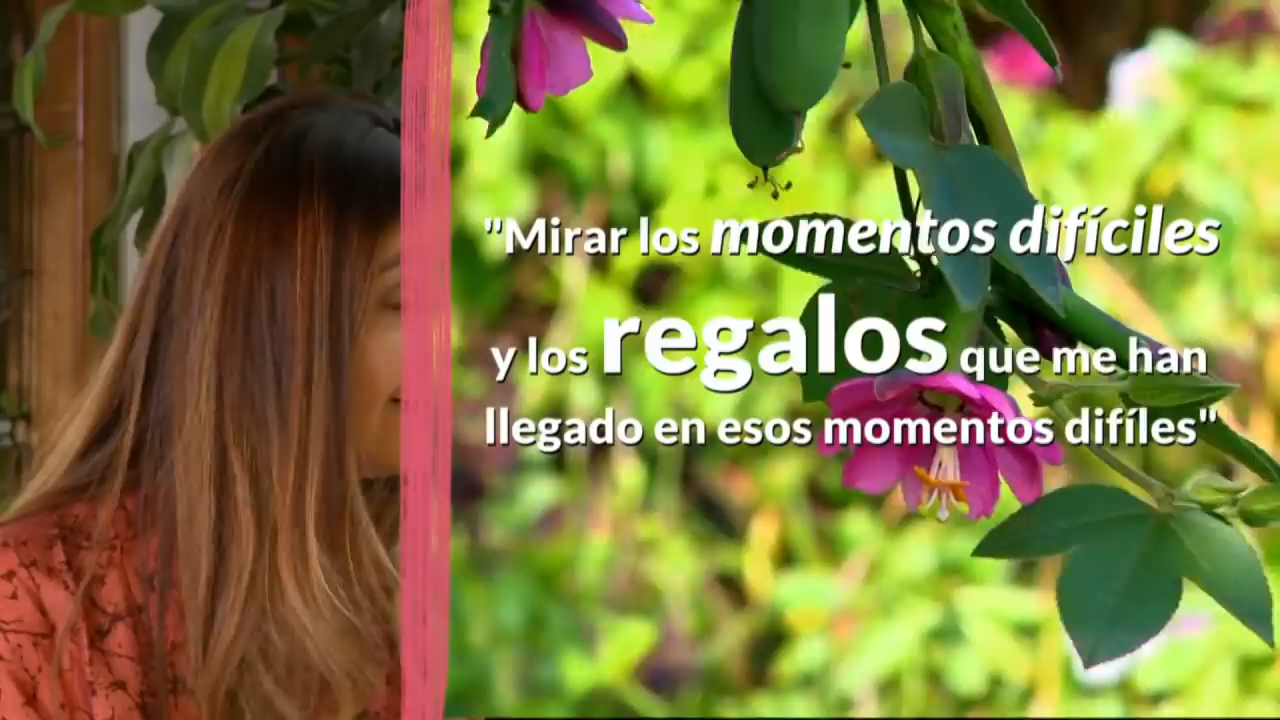 "Mirar los momentos difíciles
y los regalos que me han
llegado en esos momentos difíles"